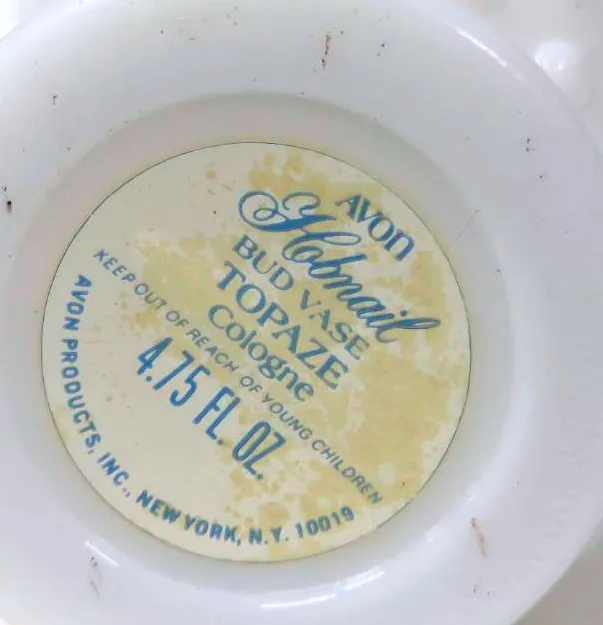 AVON
Hobnail
BUD VASE
TOPAZE
Cologne
KEEP OUT OF REACH OF YOUNG CHILDREN
4.75 FL. OZ.
AVON PRODUCTS, INC., NEW YORK, N.Y. 10019